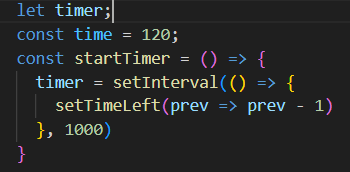 let timer;
const time = 120;
const startTimer = () => {
  timer = setInterval(() => {
    setTimeLeft(prev => prev - 1)
  }, 1000)
}